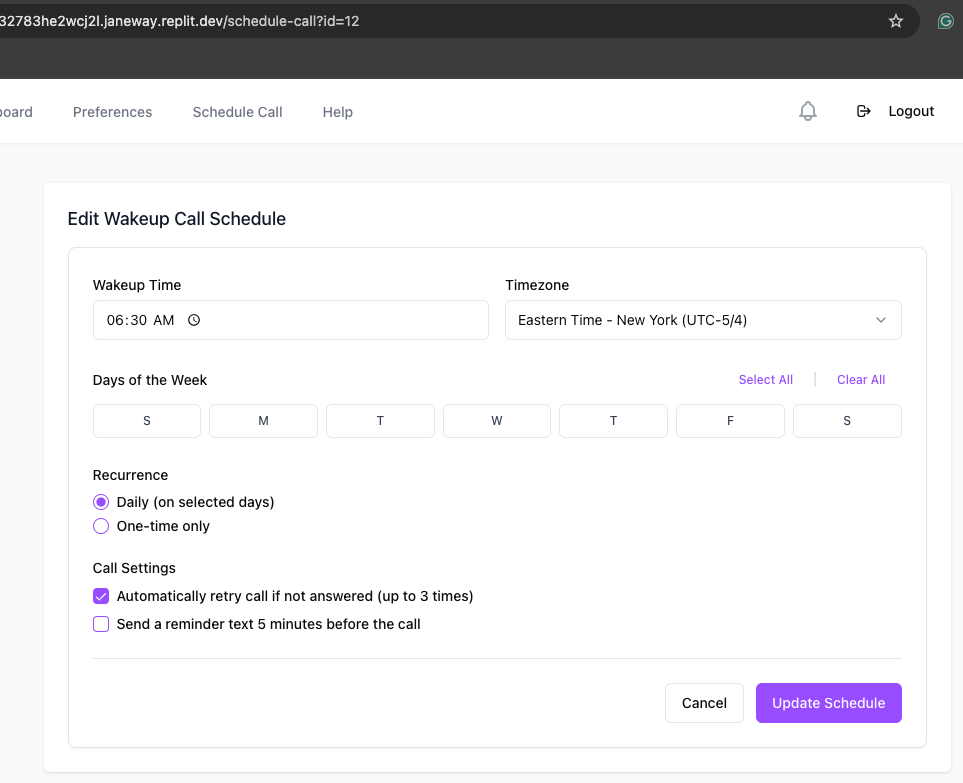 32783he2wcj2l.janeway.replit.dev/schedule-call?id=12
Preferences Schedule Call Help Logout
Edit Wakeup Call Schedule
Wakeup Time Timezone
06:30 AM Eastern Time - New York (UTC-5/4)
Days of the Week Select All | Clear All
S M T W T F S
Recurrence
Daily (on selected days)
One-time only
Call Settings
Automatically retry call if not answered (up to 3 times)
Send a reminder text 5 minutes before the call
Cancel Update Schedule